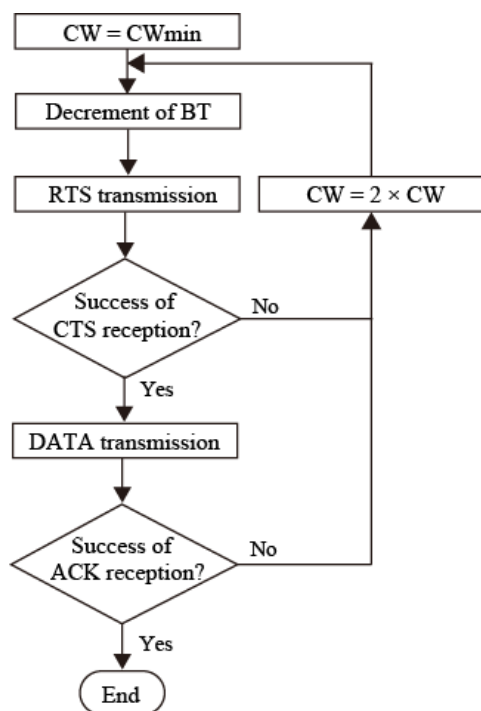 CW = CWmin
Decrement of BT
RTS transmission
CW = 2 × CW
Success of
CTS reception?
No
Yes
DATA transmission
Success of
ACK reception?
No
Yes
End